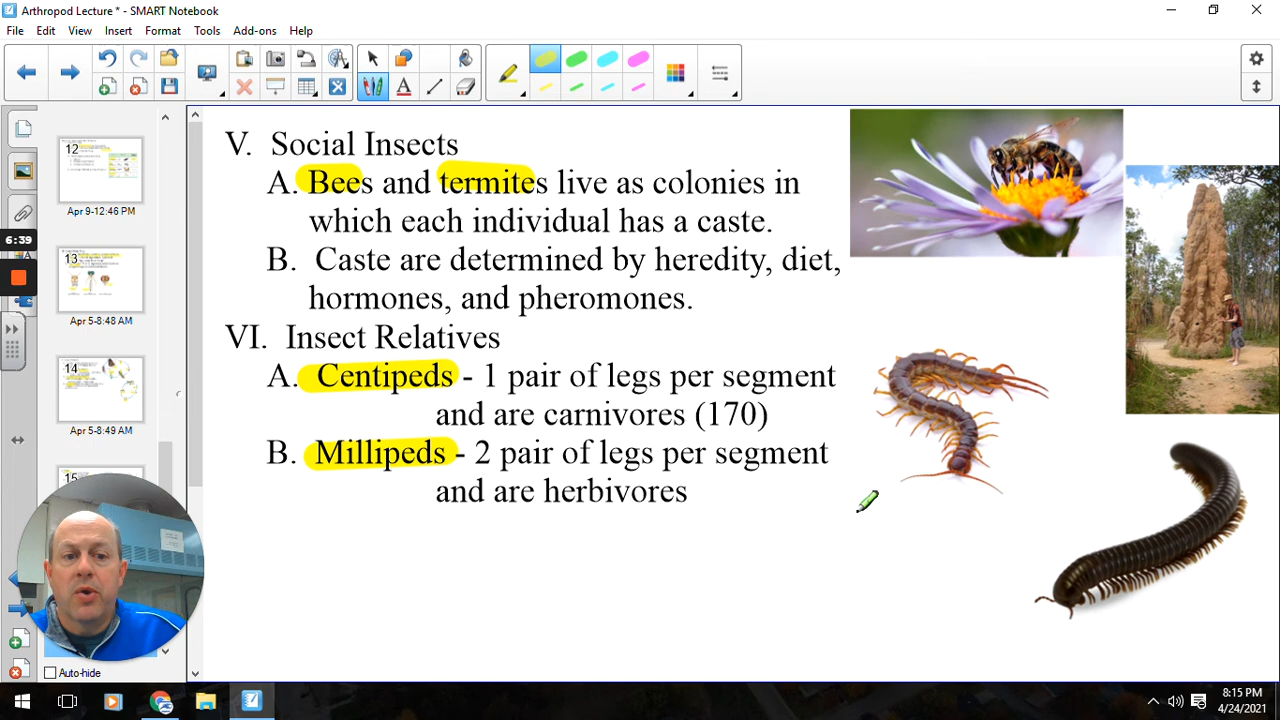 Arthropod Lecture * - SMART Notebook
File Edit View Insert Format Tools Add-ons Help
12
Apr 9-12:46 PM
6:39
13
Apr 5-8:48 AM
14
Apr 5-8:49 AM
15
Auto-hide
V. Social Insects
A. Bees and termites live as colonies in
which each individual has a caste.
B. Caste are determined by heredity, diet,
hormones, and pheromones.
VI. Insect Relatives
A. Centipeds - 1 pair of legs per segment
and are carnivores (170)
B. Millipeds - 2 pair of legs per segment
and are herbivores
8:15 PM
4/24/2021